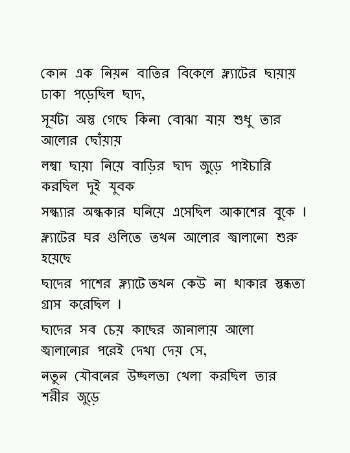 কোন এক নিয়ন বাতির বিকেলে ফ্ল্যাটের ছায়ায়
ঢাকা পড়েছিল ছাদ,
সূর্যটা অস্ত গেছে কিনা বোঝা যায় শুধু তার
আলোর ছোঁয়ায়
লম্বা ছায়া নিয়ে বাড়ির ছাদ জুড়ে পাইচারি
করছিল দুই যুবক
সন্ধ্যার অন্ধকার ঘনিয়ে এসেছিল আকাশের বুকে ।
ফ্ল্যাটের ঘর গুলিতে তখন আলোর জ্বালানো শুরু
হয়েছে
ছাদের পাশের ফ্ল্যাটে তখন কেউ না থাকার স্তব্ধতা
গ্রাস করেছিল ।
ছাদের সব চেয় কাছের জানালায় আলো
জ্বালানোর পরেই দেখা দেয় সে,
নতুন যৌবনের উচ্ছলতা খেলা করছিল তার
শরীর জুড়ে